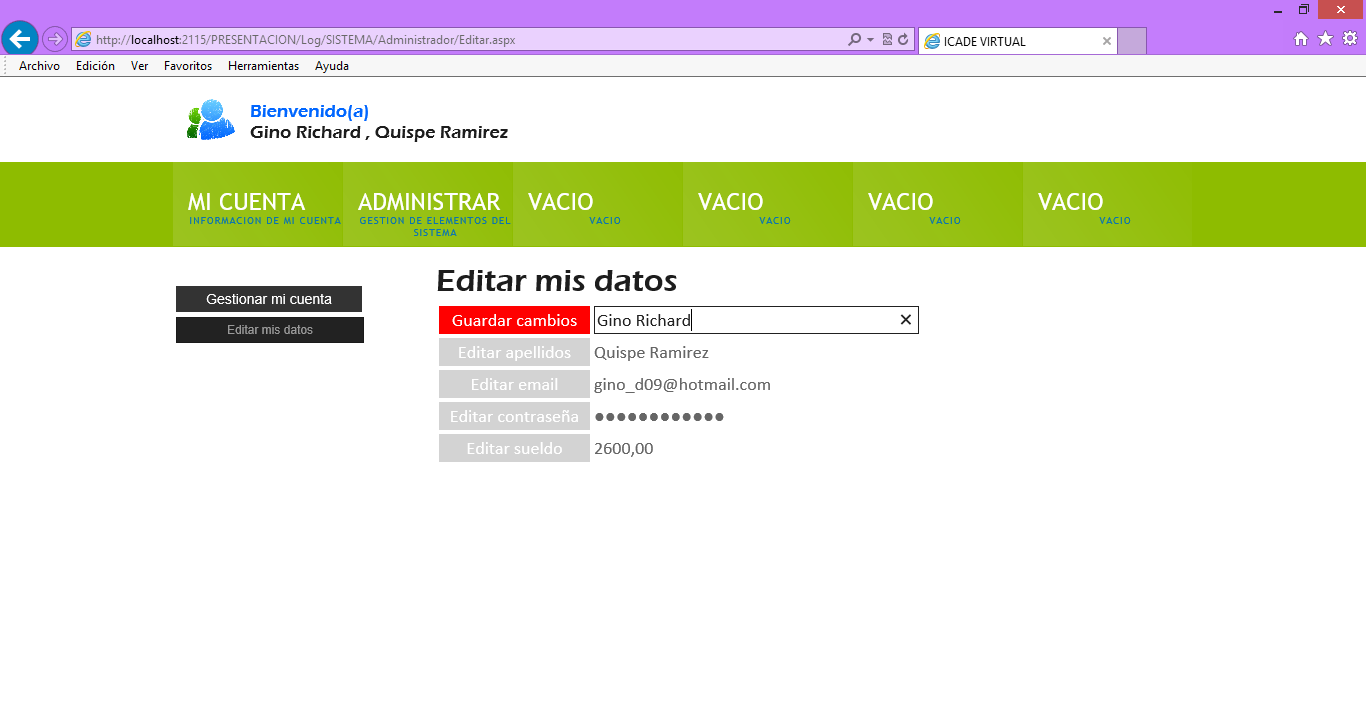 http://localhost:2115/PRESENTACION/Log/SISTEMA/Administrador/Editar.aspx
ICADE VIRTUAL
Archivo Edición Ver Favoritos Herramientas Ayuda
Bienvenido(a)
Gino Richard , Quispe Ramirez
MI CUENTA
INFORMACION DE MI CUENTA
ADMINISTRAR
GESTION DE ELEMENTOS DEL
SISTEMA
VACIO
VACIO
VACIO
VACIO
VACIO
VACIO
VACIO
VACIO
Gestionar mi cuenta
Editar mis datos
Editar mis datos
Guardar cambios Gino Richard
Editar apellidos Quispe Ramirez
Editar email gino_d09@hotmail.com
Editar contraseña ●●●●●●●●●●●●
Editar sueldo 2600,00